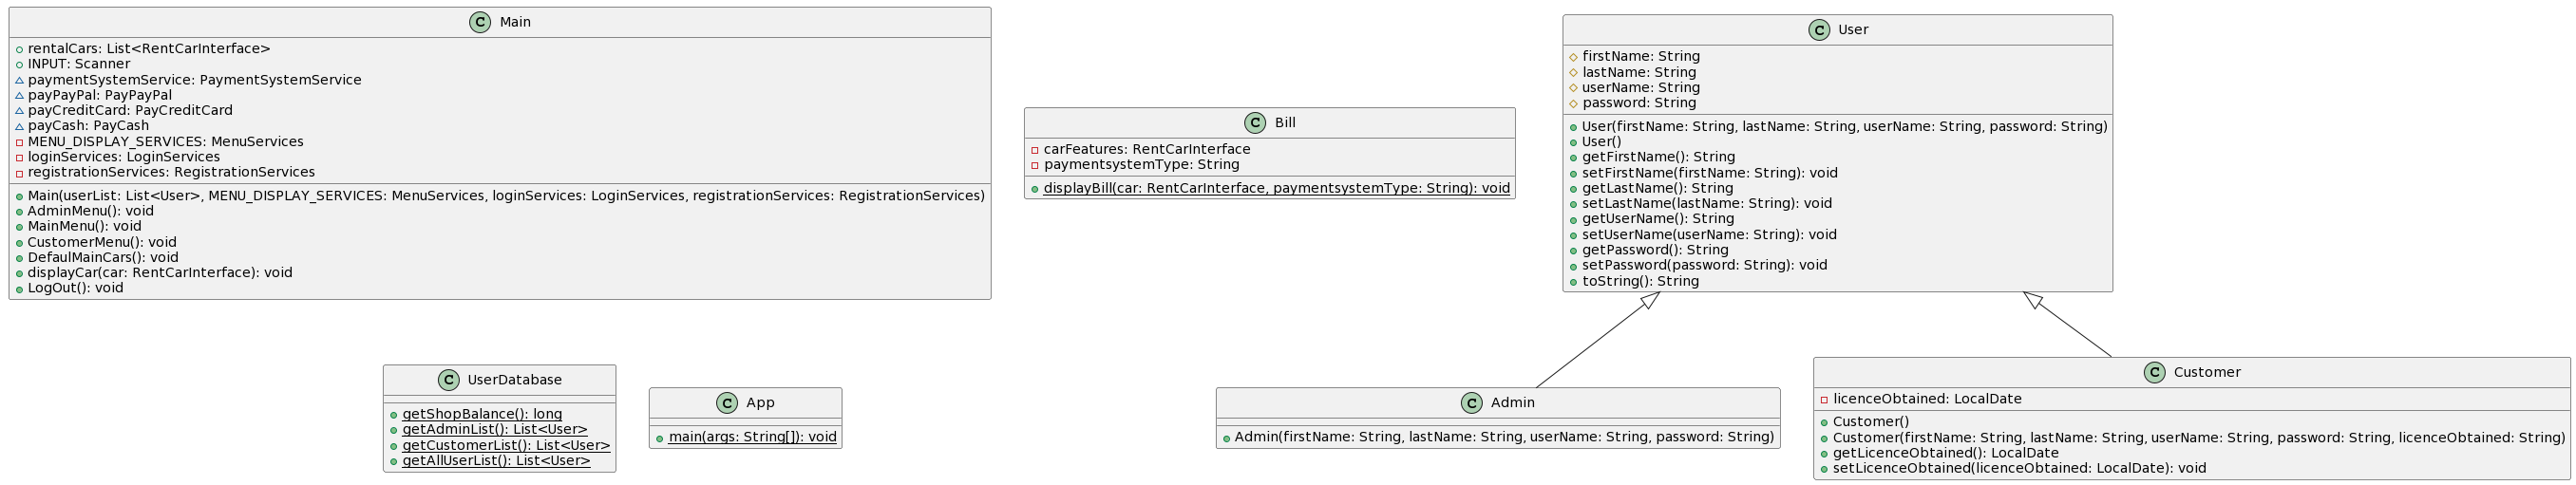 C Main
rentalCars: List<RentCarInterface>
INPUT: Scanner
paymentSystemService: PaymentSystemService
payPayPal: PayPayPal
payCreditCard: PayCreditCard
payCash: PayCash
MENU_DISPLAY_SERVICES: MenuServices
loginServices: LoginServices
registrationServices: RegistrationServices
Main(userList: List<User>, MENU_DISPLAY_SERVICES: MenuServices, loginServices: LoginServices, registrationServices: RegistrationServices)
AdminMenu(): void
MainMenu(): void
CustomerMenu(): void
DefaulMainCars(): void
displayCar(car: RentCarInterface): void
LogOut(): void
C Bill
carFeatures: RentCarInterface
paymentsystemType: String
displayBill(car: RentCarInterface, paymentsystemType: String): void
C User
firstName: String
lastName: String
userName: String
password: String
User(firstName: String, lastName: String, userName: String, password: String)
User()
getFirstName(): String
setFirstName(firstName: String): void
getLastName(): String
setLastName(lastName: String): void
getUserName(): String
setUserName(userName: String): void
getPassword(): String
setPassword(password: String): void
toString(): String
C UserDatabase
getShopBalance(): long
getAdminList(): List<User>
getCustomerList(): List<User>
getAllUserList(): List<User>
C App
main(args: String[]): void
C Admin
Admin(firstName: String, lastName: String, userName: String, password: String)
C Customer
licenceObtained: LocalDate
Customer()
Customer(firstName: String, lastName: String, userName: String, password: String, licenceObtained: String)
getLicenceObtained(): LocalDate
setLicenceObtained(licenceObtained: LocalDate): void